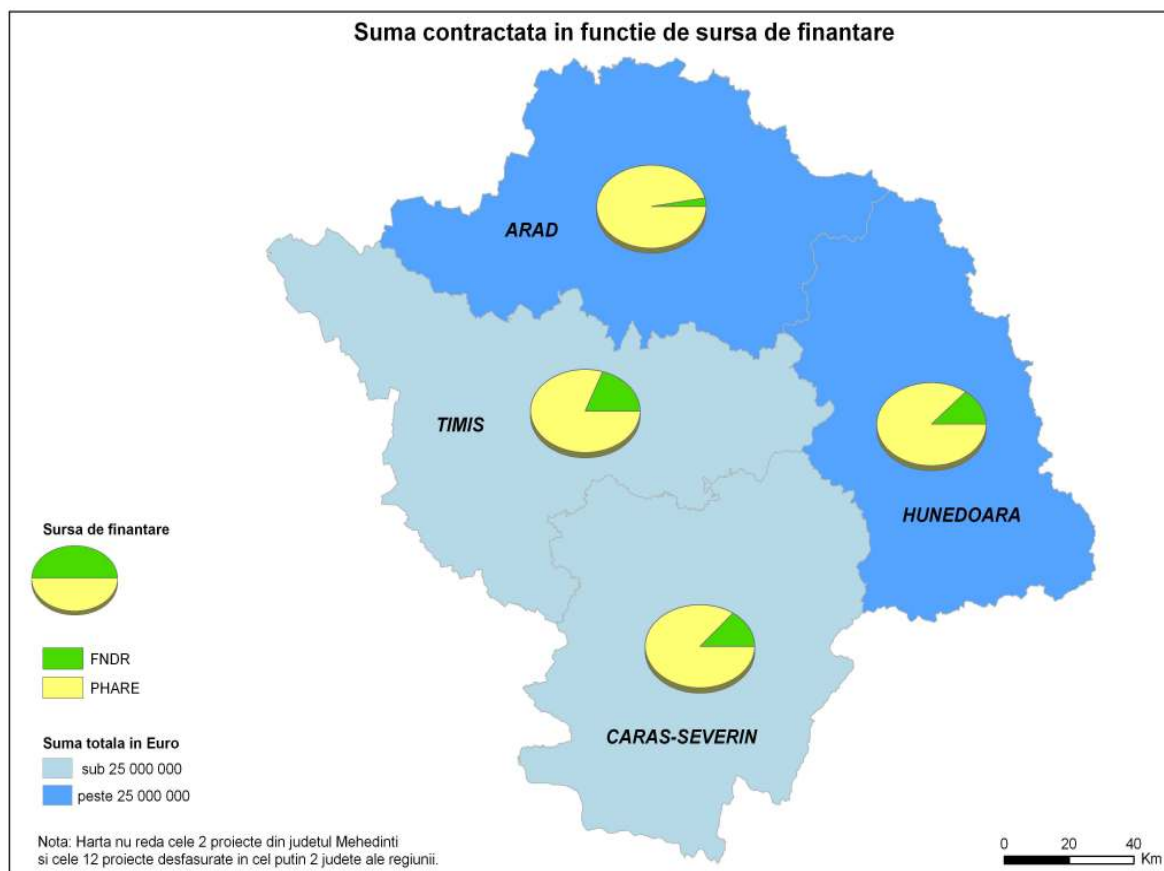 Suma contractata in functie de sursa de finantare
ARAD
TIMIS
HUNEDOARA
CARAS-SEVERIN
Sursa de finantare
FNDR
PHARE
Suma totala in Euro
sub 25 000 000
peste 25 000 000
Nota: Harta nu reda cele 2 proiecte din judetul Mehedinti
si cele 12 proiecte desfasurate in cel putin 2 judete ale regiunii.
0 20 40
Km